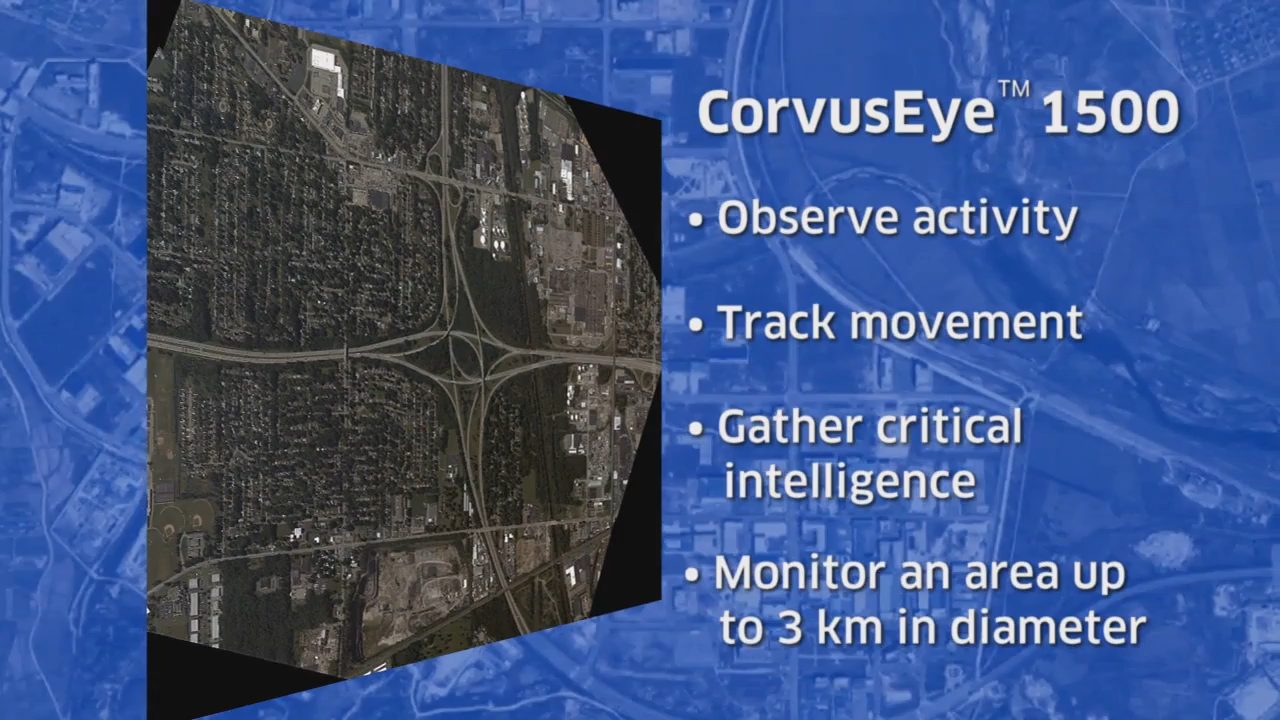 CorvusEye™ 1500
• Observe activity
• Track movement
• Gather critical
intelligence
• Monitor an area up
to 3 km in diameter